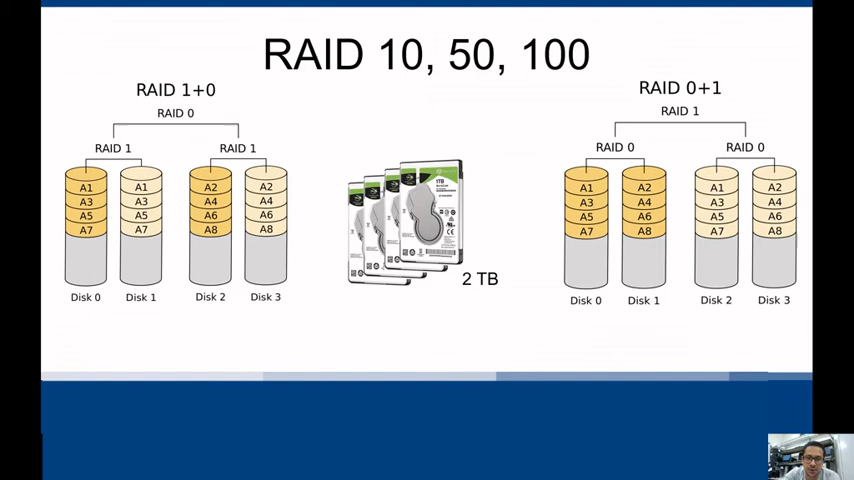 RAID 10, 50, 100
RAID 1+0
RAID 0
RAID 1
RAID 1
A1
A3
A5
A7
A1
A3
A5
A7
A2
A4
A6
A8
A2
A4
A6
A8
Disk 0
Disk 1
Disk 2
Disk 3
1TB
2 TB
RAID 0+1
RAID 1
RAID 0
RAID 0
A1
A3
A5
A7
A2
A4
A6
A8
A1
A3
A5
A7
A2
A4
A6
A8
Disk 0
Disk 1
Disk 2
Disk 3